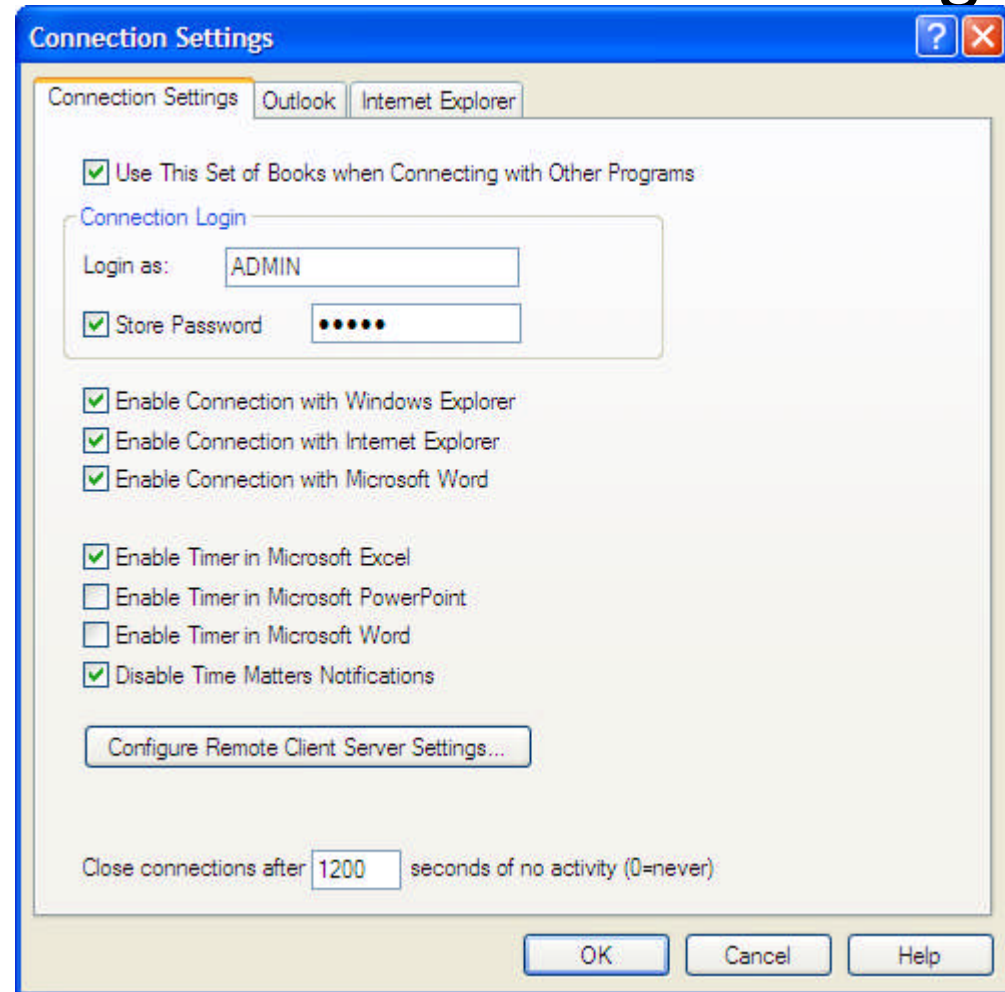 Connection Settings
Connection Settings Outlook Internet Explorer
Use This Set of Books when Connecting with Other Programs
Connection Login
Login as: ADMIN
Store Password •••••
Enable Connection with Windows Explorer
Enable Connection with Internet Explorer
Enable Connection with Microsoft Word
Enable Timer in Microsoft Excel
Enable Timer in Microsoft PowerPoint
Enable Timer in Microsoft Word
Disable Time Matters Notifications
Configure Remote Client Server Settings...
Close connections after 1200 seconds of no activity (0=never)
OK Cancel Help